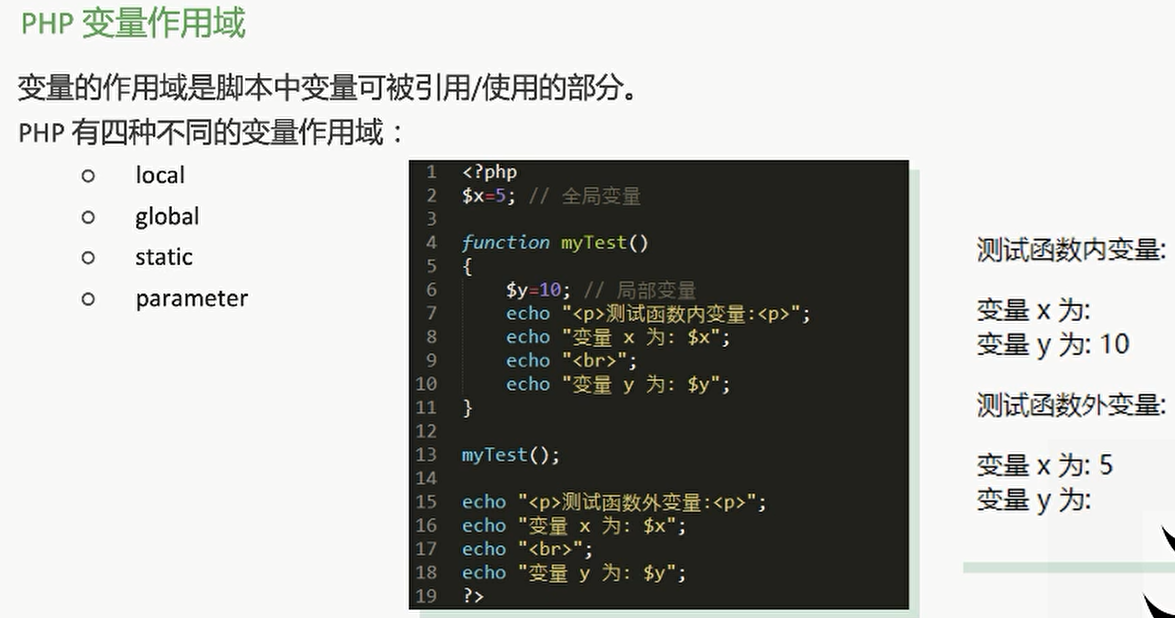 PHP 变量作用域
变量的作用域是脚本中变量可被引用/使用的部分。
PHP 有四种不同的变量作用域：
○ local
○ global
○ static
○ parameter
1 <?php
2 $x=5; // 全局变量
3
4 function myTest()
5 {
6     $y=10; // 局部变量
7     echo "<p>测试函数内变量:<p>";
8     echo "变量 x 为: $x";
9     echo "<br>";
10     echo "变量 y 为: $y";
11 }
12
13 myTest();
14
15 echo "<p>测试函数外变量:<p>";
16 echo "变量 x 为: $x";
17 echo "<br>";
18 echo "变量 y 为: $y";
19 ?>
测试函数内变量:
变量 x 为:
变量 y 为: 10
测试函数外变量:
变量 x 为: 5
变量 y 为: